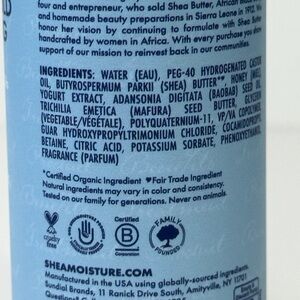 four and entrepreneur, who sold Shea Butter, African Black
and homemade beauty preparations in Sierra Leone in 1912. We
honor her vision by continuing to formulate with Shea Butter
handcrafted by women in Africa. With every purchase you
support of our mission to reinvest back in our communities.
INGREDIENTS: WATER (EAU), PEG-40 HYDROGENATED CASTOR
OIL, BUTYROSPERMUM PARKII (SHEA) BUTTER*♥, HONEY (MIEL),
YOGURT EXTRACT, ADANSONIA DIGITATA (BAOBAB) SEED OIL,
TRICHILIA EMETICA (MAFURA) SEED BUTTER, GLYCERIN
(VEGETABLE/VÉGÉTALE), POLYQUATERNIUM-11, VP/VA COPOLYMER,
GUAR HYDROXYPROPYLTRIMONIUM CHLORIDE, COCAMIDOPROPYL
BETAINE, CITRIC ACID, POTASSIUM SORBATE, PHENOXYETHANOL,
FRAGRANCE (PARFUM)
*Certified Organic Ingredient ♥Fair Trade Ingredient
Natural ingredients may vary in color and consistency.
Tested on our family for generations. Never on animals.
cruelty
free
Certified
B
Corporation
FAMILY
FOUNDED
SHEAMOISTURE.COM
Manufactured in the USA using globally-sourced ingredients.
Sundial Brands, 11 Ranick Drive South, Amityville, NY 11701